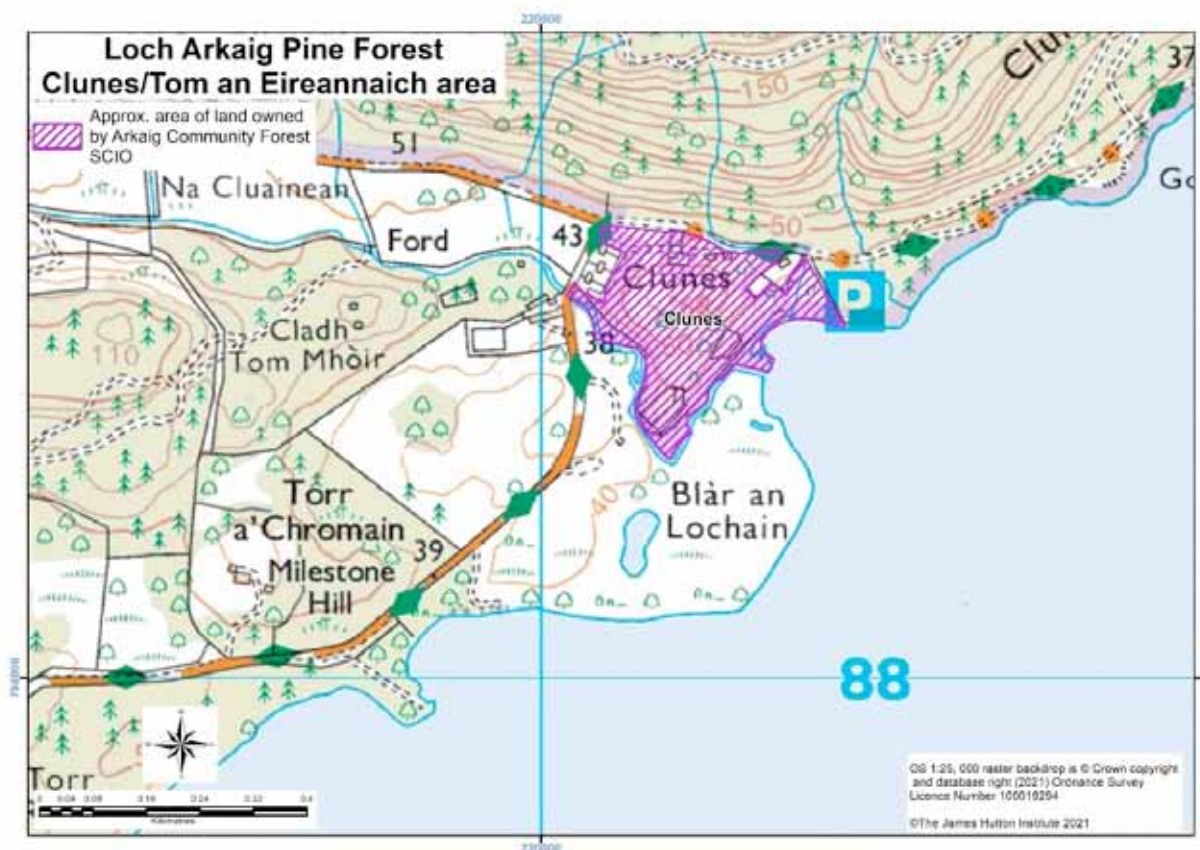 220000
Loch Arkaig Pine Forest
Clunes/Tom an Eireannaich area
Approx. area of land owned
by Arkaig Community Forest
SCIO
150
37
51
Na Cluainean
Ford
43
50
Clunes
P
Clunes
Cladh
Tom Mhòir
110
38
Torr
a'Chromain
39
Milestone
Hill
40
Blàr an
Lochain
88
Torr
Kilometres
OS 1:25, 000 raster backdrop is © Crown copyright
and database right (2021) Ordnance Survey
©The James Hutton Institute 2021
220000